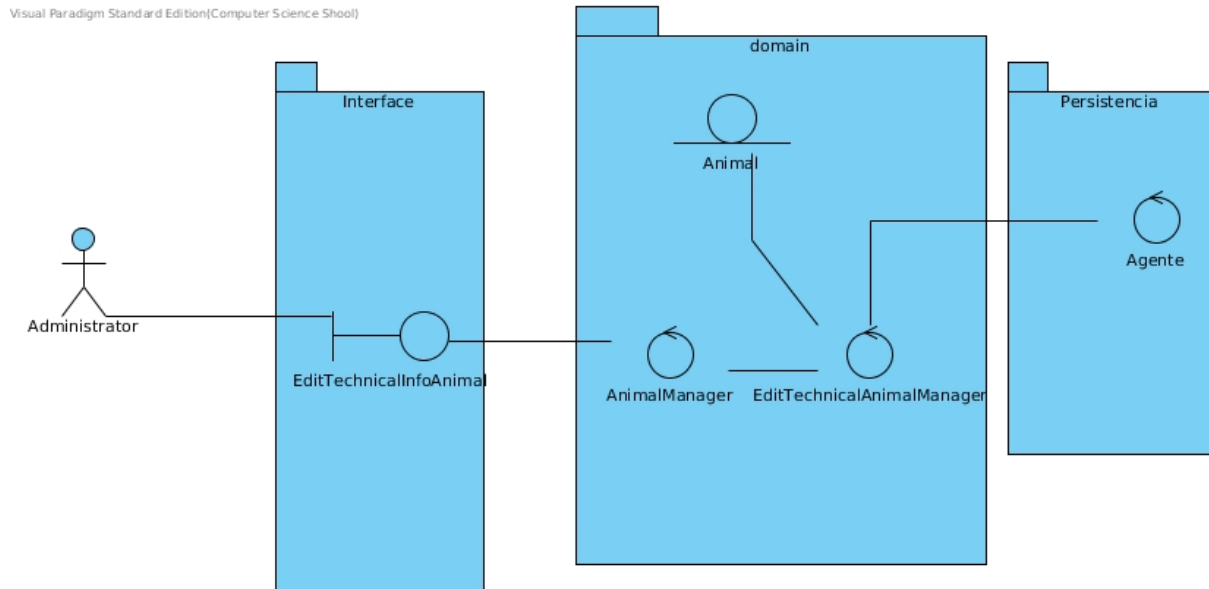 Visual Paradigm Standard Edition(Computer Science Shool)
domain
Interface
Persistencia
Animal
Agente
Administrator
EditTechnicalInfoAnimal
AnimalManager
EditTechnicalAnimalManager